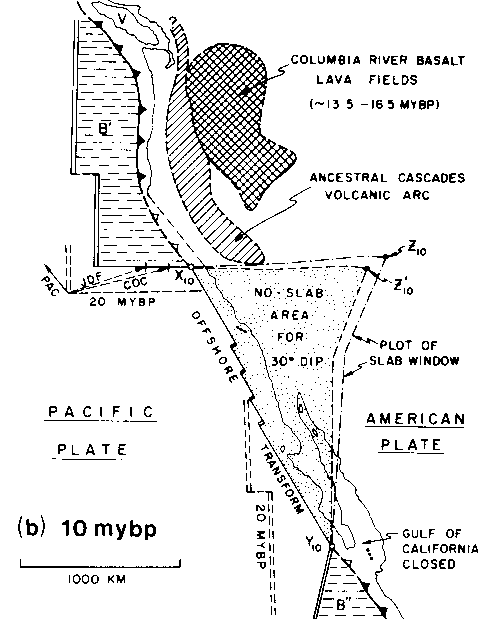 V
COLUMBIA RIVER BASALT
LAVA FIELDS
(~13.5 – 16.5 MYBP)
B'
ANCESTRAL CASCADES
VOLCANIC ARC
Z10
Z'10
X10
PAC
JDF
COC
20 MYBP
NO-SLAB
AREA
FOR
30° DIP
OFFSHORE
TRANSFORM
PLOT OF
SLAB WINDOW
PACIFIC
PLATE
AMERICAN
PLATE
20 MYBP
(b) 10 mybp
1000 KM
Y10
GULF OF
CALIFORNIA
CLOSED
B"